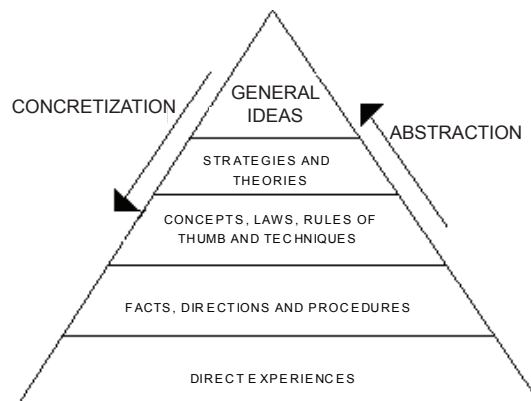 GENERAL
IDEAS
CONCRETIZATION
ABSTRACTION
STRATEGIES AND
THEORIES
CONCEPTS, LAWS, RULES OF
THUMB AND TECHNIQUES
FACTS, DIRECTIONS AND PROCEDURES
DIRECT EXPERIENCES